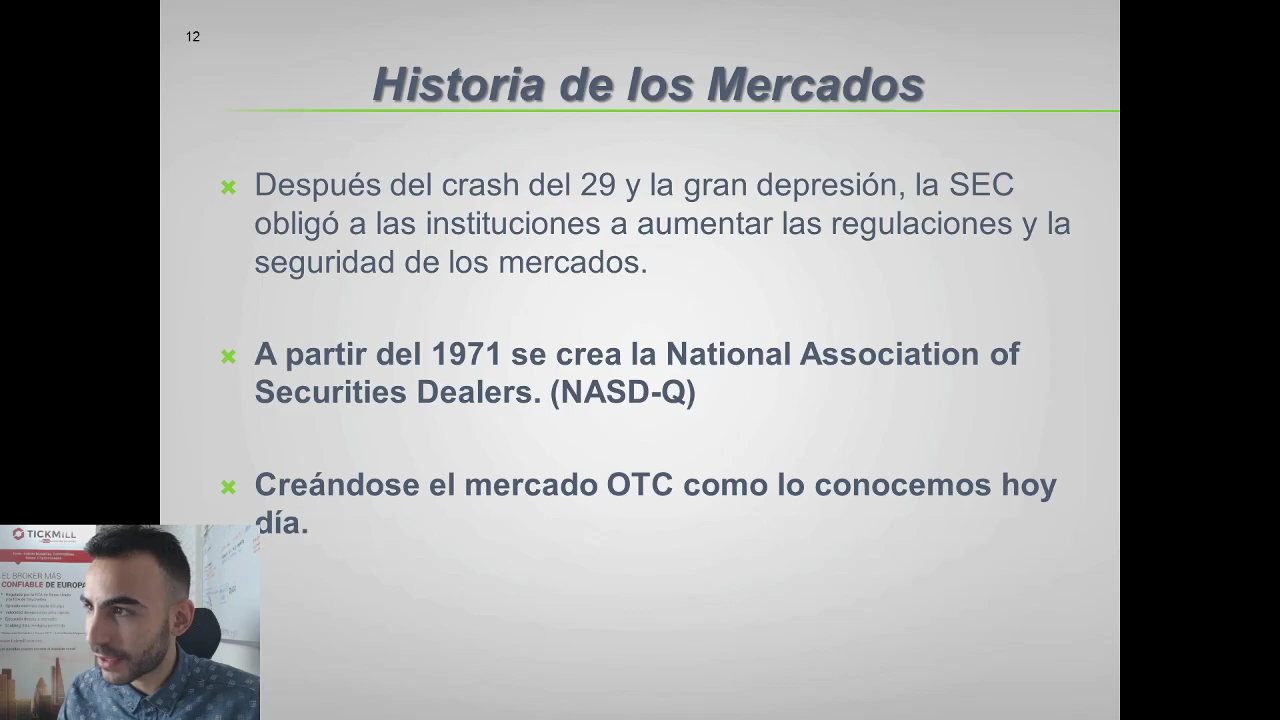 12
Historia de los Mercados
Después del crash del 29 y la gran depresión, la SEC
obligó a las instituciones a aumentar las regulaciones y la
seguridad de los mercados.
A partir del 1971 se crea la National Association of
Securities Dealers. (NASD-Q)
Creándose el mercado OTC como lo conocemos hoy
día.
TICKMILL
EL BROKER MÁS
CONFIABLE DE EUROPA